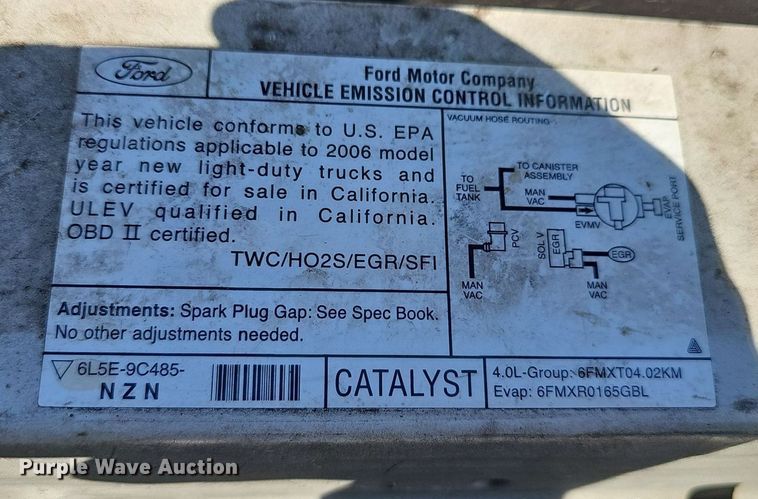 Ford
Ford Motor Company
VEHICLE EMISSION CONTROL INFORMATION
This vehicle conforms to U.S. EPA
regulations applicable to 2006 model
year new light-duty trucks and
is certified for sale in California.
ULEV qualified in California.
OBD II certified.
TWC/HO2S/EGR/SFI
VACUUM HOSE ROUTING
TO CANISTER
ASSEMBLY
TO
FUEL
TANK
MAN
VAC
EVMV
EVAP
SERVICE PORT
PCV
SOL V
EGR
EGR
MAN
VAC
MAN
VAC
Adjustments: Spark Plug Gap: See Spec Book.
No other adjustments needed.
6L5E-9C485-
NZN
CATALYST
4.0L-Group: 6FMXT04.02KM
Evap: 6FMXR0165GBL
Purple Wave Auction